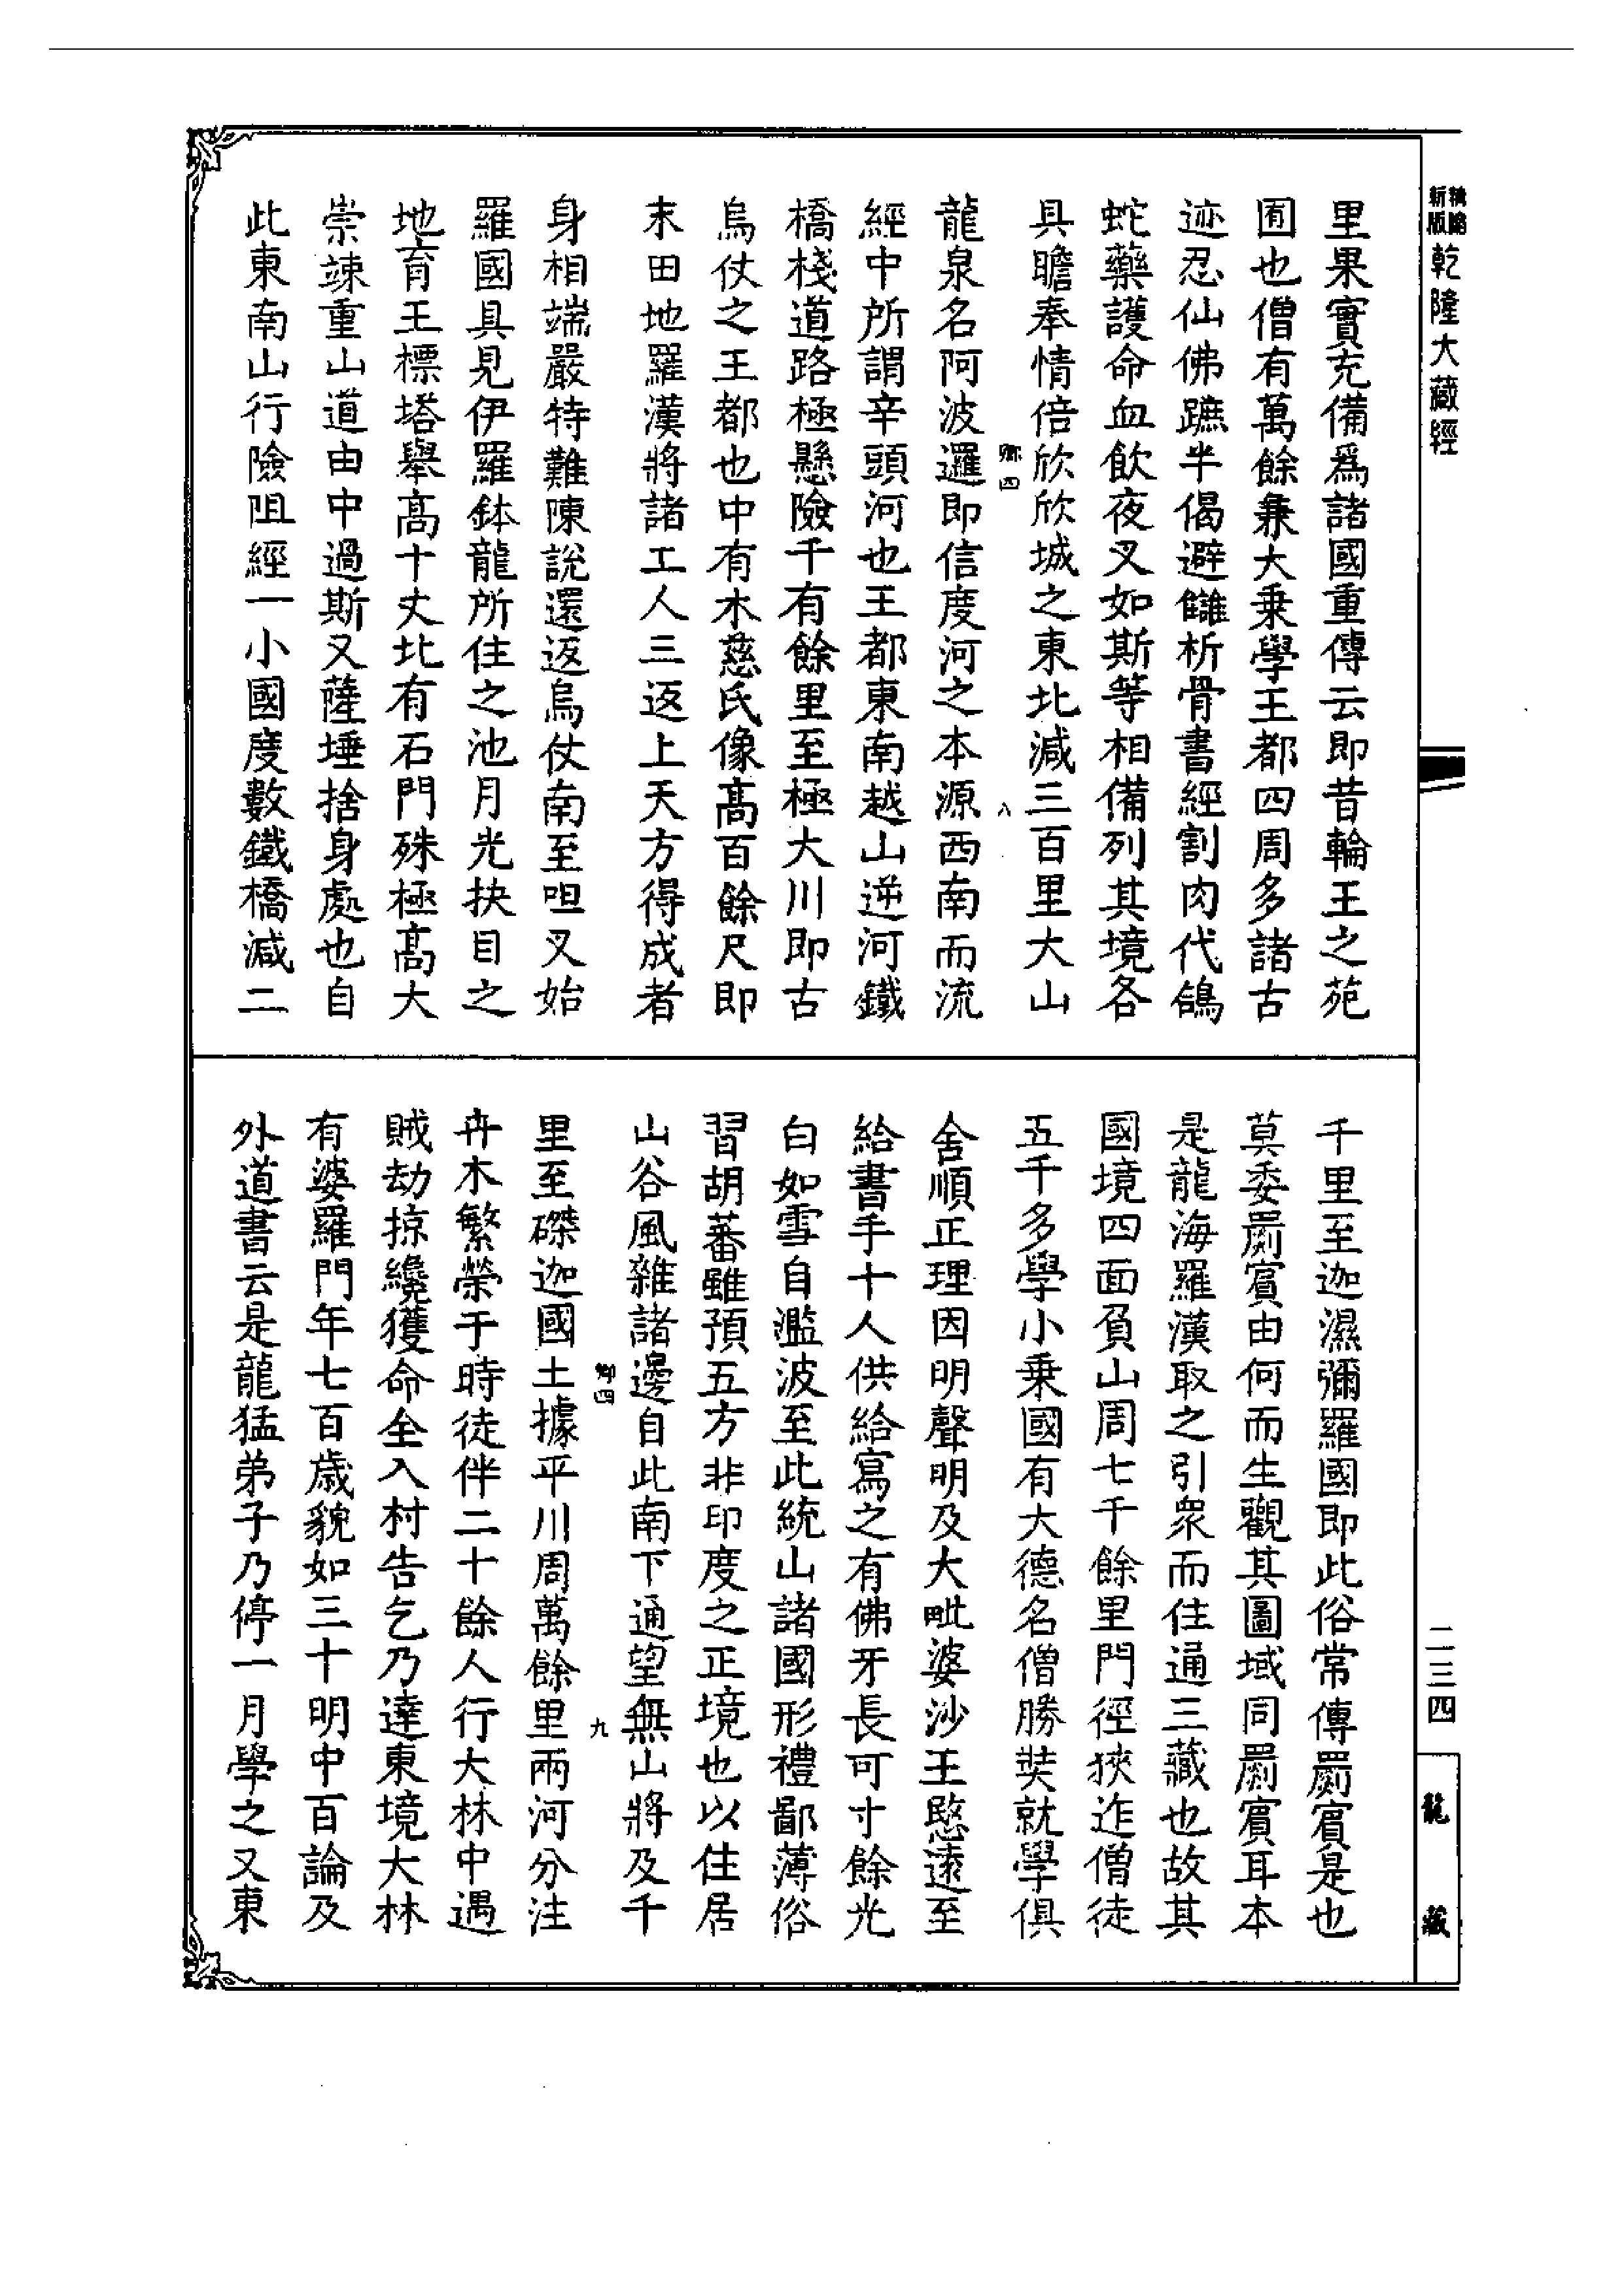 新版
精縮
乾隆大藏經
里果實充備爲諸國重傳云即昔輪王之苑
囿也僧有萬餘兼大乘學王都四周多諸古
迹忍仙佛蹠半偈避讎析骨書經割肉代鴿
蛇藥護命血飲夜叉如斯等相備列其境各
具瞻奉情倍欣欣城之東北減三百里大山
龍泉名阿波邏即信度河之本源西南而流
經中所謂辛頭河也王都東南越山逆河鐵
橋棧道路極懸險千有餘里至極大川即古
烏仗之王都也中有木慈氏像高百餘尺即
末田地羅漢將諸工人三返上天方得成者
身相端嚴特難陳說還返烏仗南至呾叉始
羅國具見伊羅鉢龍所住之池月光抉目之
地育王標塔舉高十丈北有石門殊極高大
崇竦重山道由中過斯又薩埵捨身處也自
此東南山行險阻經一小國度數鐵橋減二
四
八
千里至迦濕彌羅國即此俗常傳罽賓是也
莫委罽賓由何而生觀其圖域同罽賓耳本
是龍海羅漢取之引衆而住通三藏也故其
國境四面負山周七千餘里門徑狹迮僧徒
五千多學小乘國有大德名僧勝奘就學俱
舍順正理因明聲明及大毗婆沙王愍遠至
給書手十人供給寫之有佛牙長可寸餘光
白如雪自濫波至此統山諸國形禮鄙薄俗
習胡蕃雖預五方非印度之正境也以住居
山谷風雜諸邊自此南下通望無山將及千
里至磔迦國土據平川周萬餘里兩河分注
卉木繁榮于時徒伴二十餘人行大林中遇
賊劫掠纔獲命全入村告乞乃達東境大林
有婆羅門年七百歲貌如三十明中百論及
外道書云是龍猛弟子乃停一月學之又東
卿四
九
二三四
龍藏